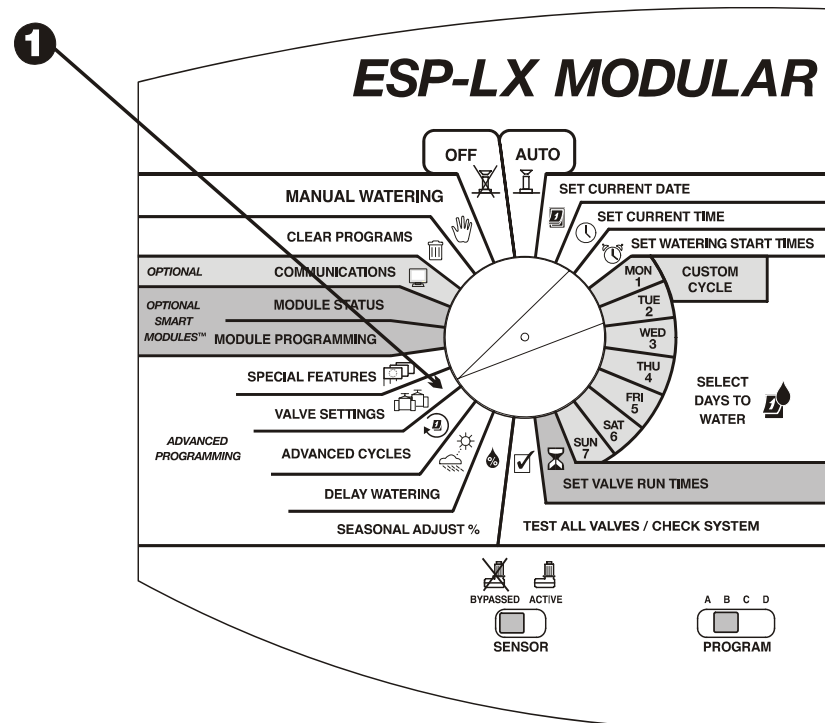 1
ESP-LX MODULAR
OFF
AUTO
MANUAL WATERING
SET CURRENT DATE
CLEAR PROGRAMS
SET CURRENT TIME
SET WATERING START TIMES
OPTIONAL
COMMUNICATIONS
MON
1
CUSTOM
CYCLE
OPTIONAL
SMART
MODULES™
MODULE STATUS
MODULE PROGRAMMING
TUE
2
WED
3
THU
4
FRI
5
SAT
6
SUN
7
SELECT
DAYS TO
WATER
SPECIAL FEATURES
VALVE SETTINGS
ADVANCED
PROGRAMMING
ADVANCED CYCLES
DELAY WATERING
SEASONAL ADJUST %
%
SET VALVE RUN TIMES
TEST ALL VALVES / CHECK SYSTEM
BYPASSED ACTIVE
SENSOR
A B C D
PROGRAM